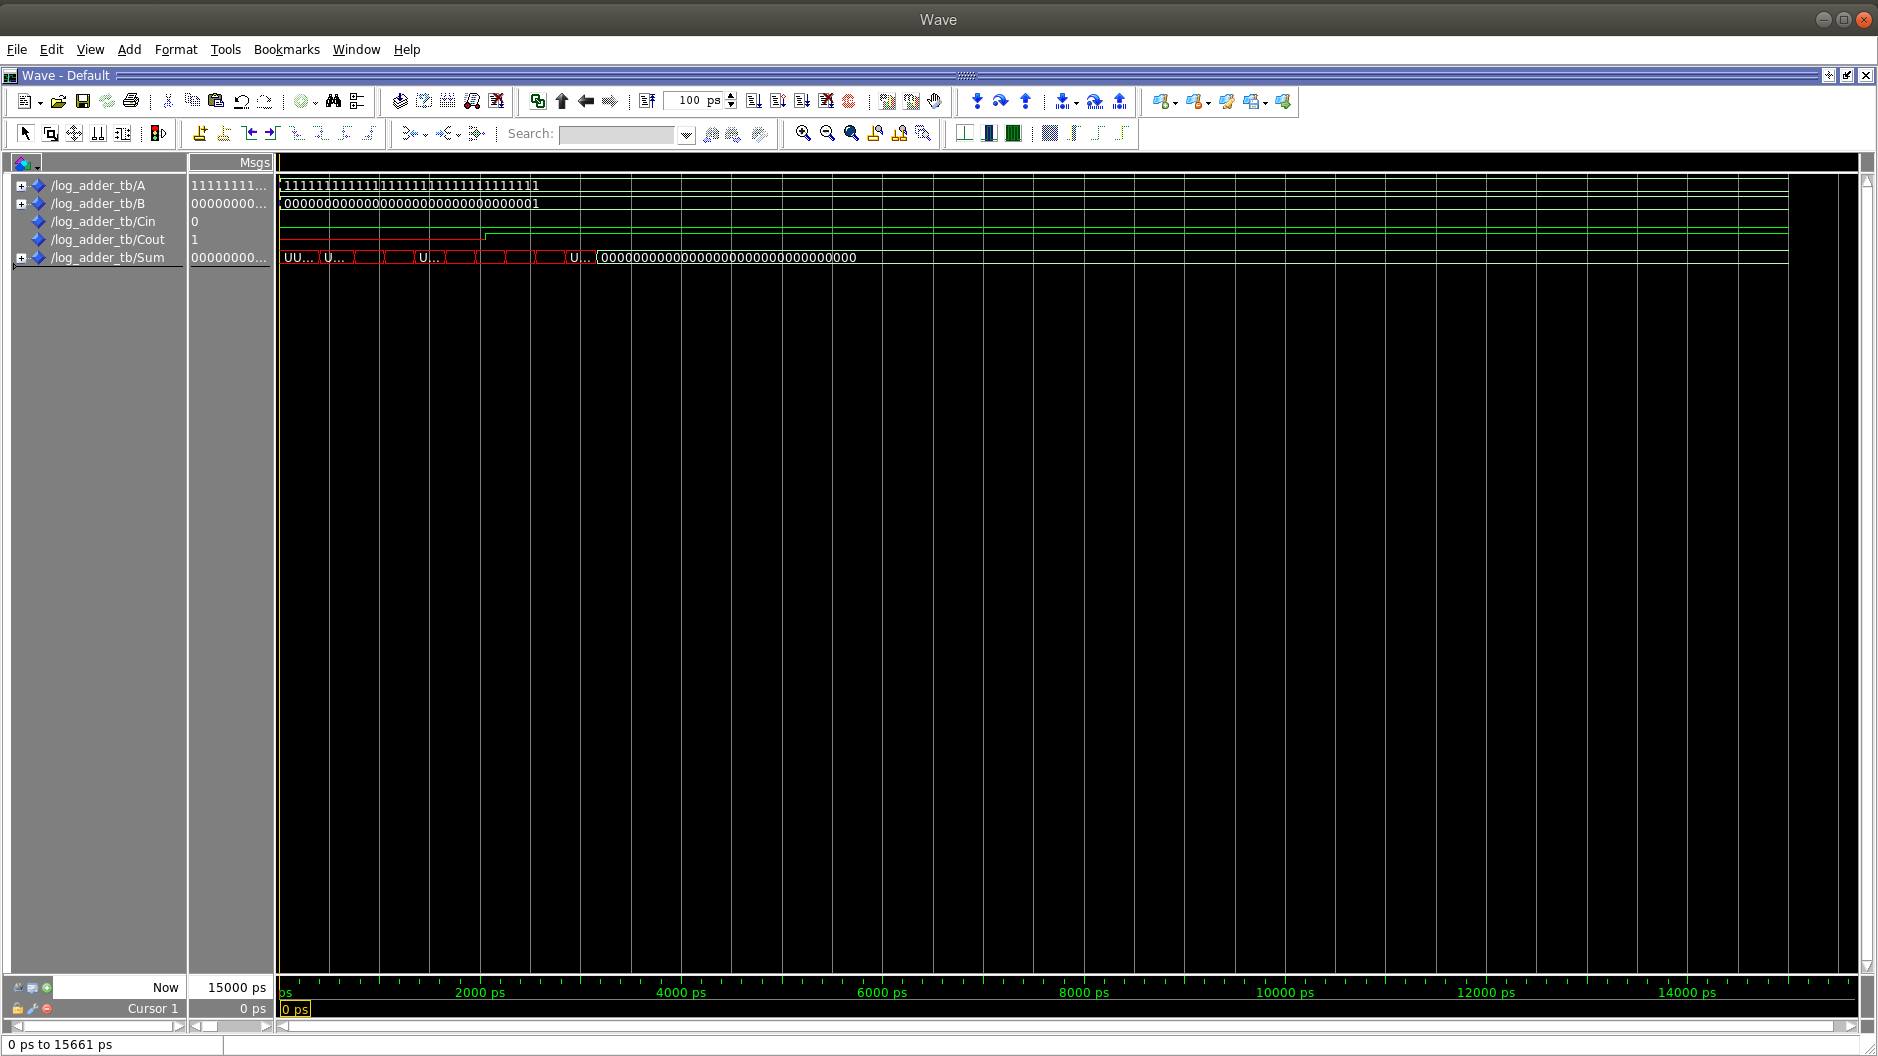 Wave
File Edit View Add Format Tools Bookmarks Window Help
Wave - Default
100 ps
Search:
Msgs
/log_adder_tb/A 11111111... 11111111111111111111111111111111
/log_adder_tb/B 00000000... 00000000000000000000000000000001
/log_adder_tb/Cin 0
/log_adder_tb/Cout 1
/log_adder_tb/Sum 00000000... UU... U... U... U... 00000000000000000000000000000000
Now 15000 ps ps 2000 ps 4000 ps 6000 ps 8000 ps 10000 ps 12000 ps 14000 ps
Cursor 1 0 ps 0 ps
0 ps to 15661 ps